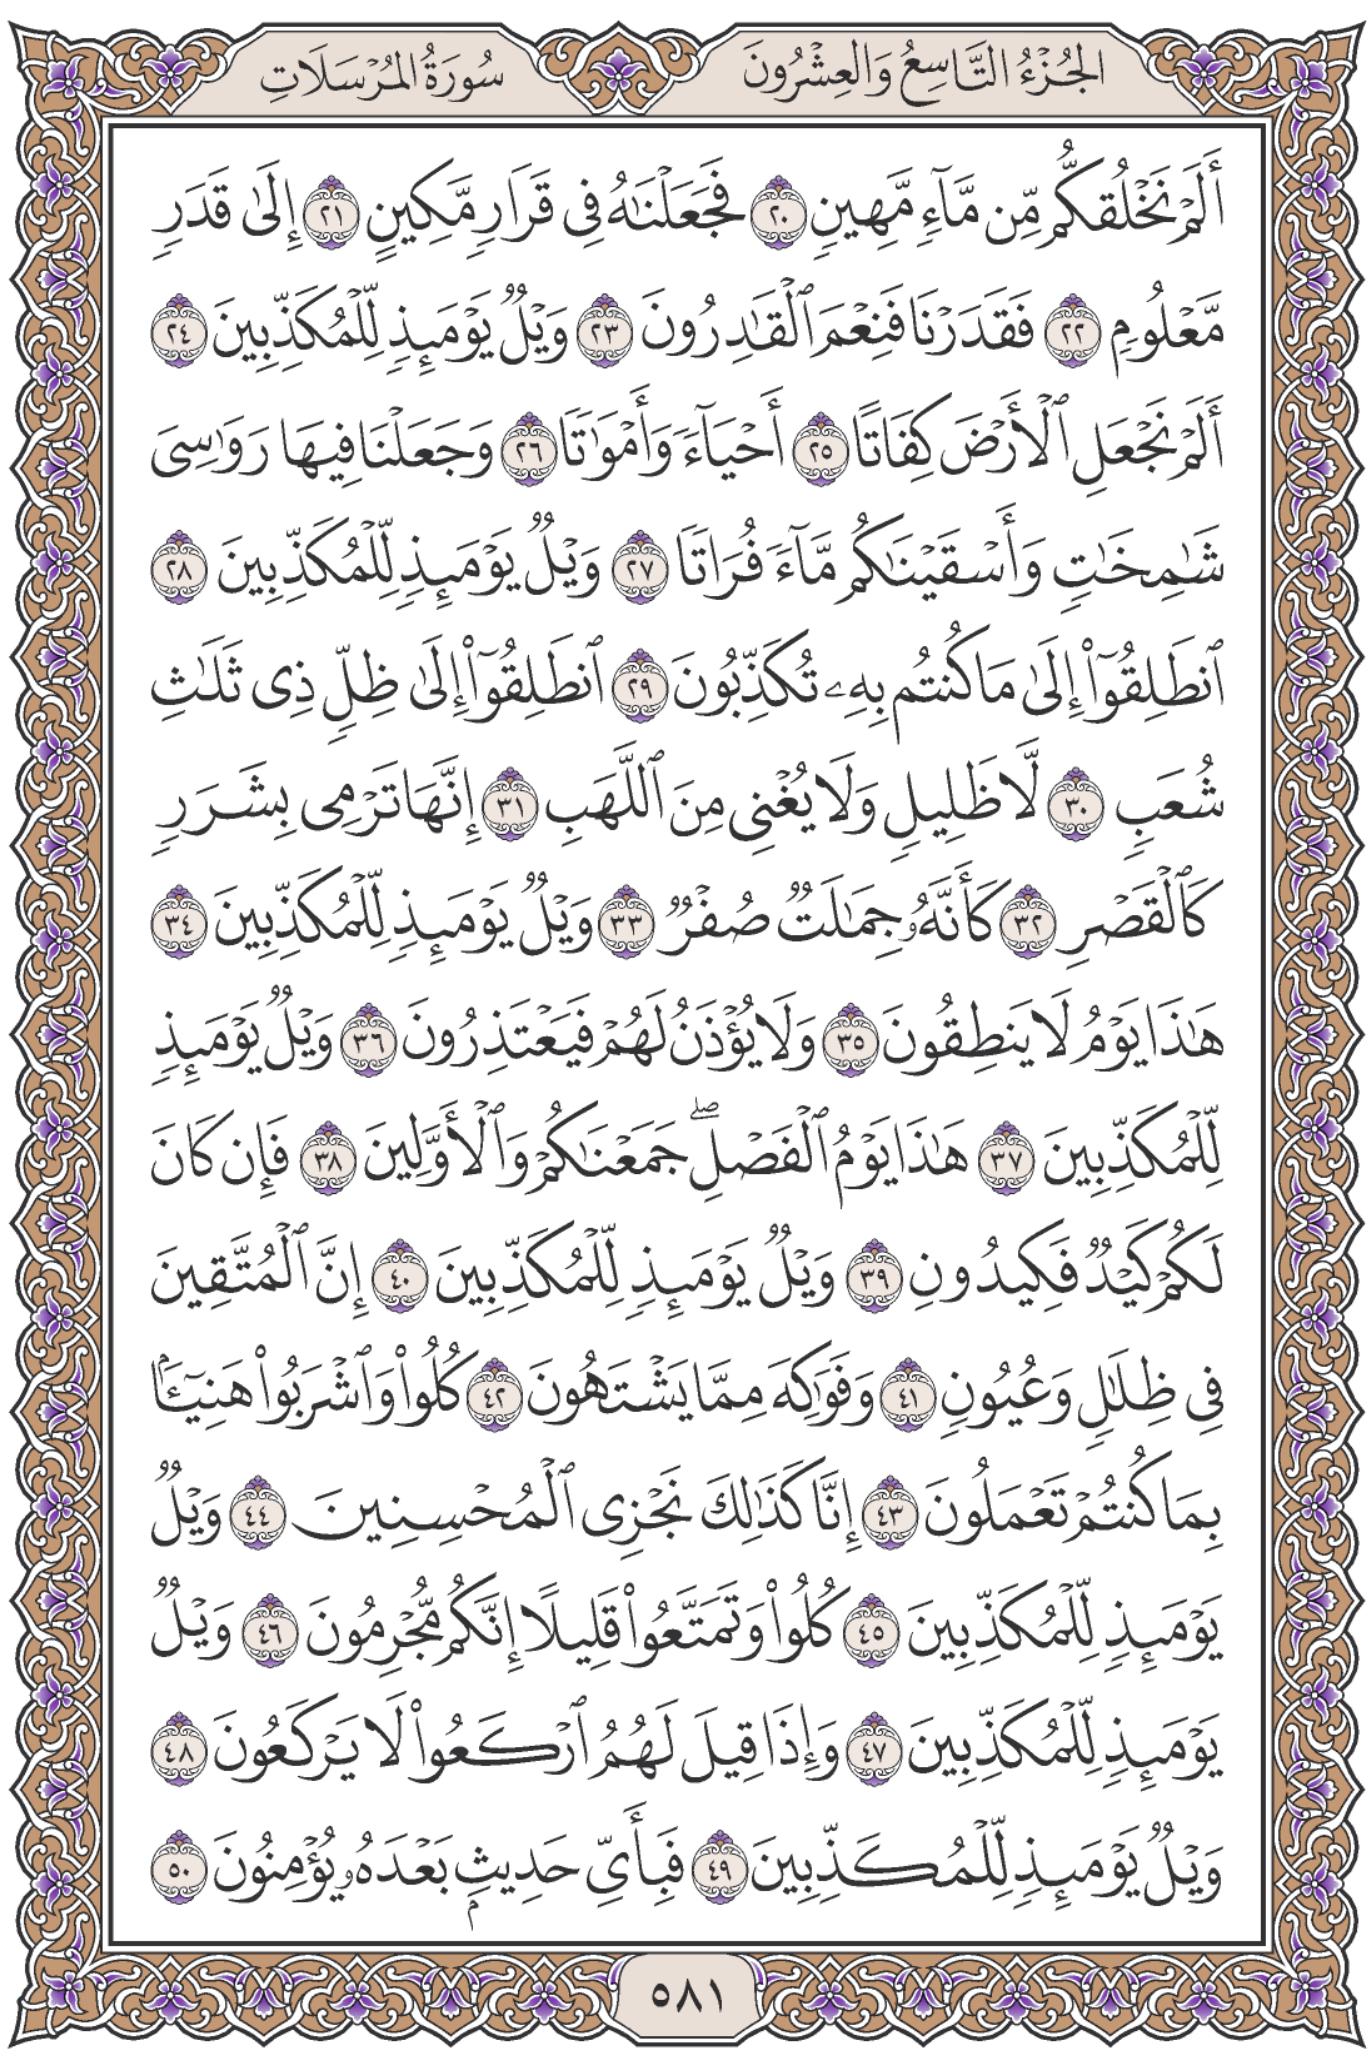 الجُزْءُ التَّاسِعُ وَالعِشْرُونَ
سُورَةُ المُرْسَلَاتِ
أَلَمْ نَخْلُقكُّم مِّن مَّآءٍ مَّهِينٍ ٢٠ فَجَعَلْنَٰهُ فِى قَرَارٍ مَّكِينٍ ٢١ إِلَىٰ قَدَرٍ
مَّعْلُومٍ ٢٢ فَقَدَرْنَا فَنِعْمَ ٱلْقَٰدِرُونَ ٢٣ وَيْلٌ يَوْمَئِذٍ لِّلْمُكَذِّبِينَ ٢٤
أَلَمْ نَجْعَلِ ٱلْأَرْضَ كِفَاتًا ٢٥ أَحْيَآءً وَأَمْوَٰتًا ٢٦ وَجَعَلْنَا فِيهَا رَوَٰسِىَ
شَٰمِخَٰتٍ وَأَسْقَيْنَٰكُم مَّآءً فُرَاتًا ٢٧ وَيْلٌ يَوْمَئِذٍ لِّلْمُكَذِّبِينَ ٢٨
ٱنطَلِقُوٓا۟ إِلَىٰ مَا كُنتُم بِهِۦ تُكَذِّبُونَ ٢٩ ٱنطَلِقُوٓا۟ إِلَىٰ ظِلٍّ ذِى ثَلَٰثِ
شُعَبٍ ٣٠ لَّا ظَلِيلٍ وَلَا يُغْنِى مِنَ ٱللَّهَبِ ٣١ إِنَّهَا تَرْمِى بِشَرَرٍ
كَٱلْقَصْرِ ٣٢ كَأَنَّهُۥ جِمَٰلَتٌ صُفْرٌ ٣٣ وَيْلٌ يَوْمَئِذٍ لِّلْمُكَذِّبِينَ ٣٤
هَٰذَا يَوْمُ لَا يَنطِقُونَ ٣٥ وَلَا يُؤْذَنُ لَهُمْ فَيَعْتَذِرُونَ ٣٦ وَيْلٌ يَوْمَئِذٍ
لِّلْمُكَذِّبِينَ ٣٧ هَٰذَا يَوْمُ ٱلْفَصْلِ ۖ جَمَعْنَٰكُمْ وَٱلْأَوَّلِينَ ٣٨ فَإِن كَانَ
لَكُمْ كَيْدٌ فَكِيدُونِ ٣٩ وَيْلٌ يَوْمَئِذٍ لِّلْمُكَذِّبِينَ ٤٠ إِنَّ ٱلْمُتَّقِينَ
فِى ظِلَٰلٍ وَعُيُونٍ ٤١ وَفَوَٰكِهَ مِمَّا يَشْتَهُونَ ٤٢ كُلُوا۟ وَٱشْرَبُوا۟ هَنِيٓـًٔۢا
بِمَا كُنتُمْ تَعْمَلُونَ ٤٣ إِنَّا كَذَٰلِكَ نَجْزِى ٱلْمُحْسِنِينَ ٤٤ وَيْلٌ
يَوْمَئِذٍ لِّلْمُكَذِّبِينَ ٤٥ كُلُوا۟ وَتَمَتَّعُوا۟ قَلِيلًا إِنَّكُم مُّجْرِمُونَ ٤٦ وَيْلٌ
يَوْمَئِذٍ لِّلْمُكَذِّبِينَ ٤٧ وَإِذَا قِيلَ لَهُمُ ٱرْكَعُوا۟ لَا يَرْكَعُونَ ٤٨
وَيْلٌ يَوْمَئِذٍ لِّلْمُكَذِّبِينَ ٤٩ فَبِأَىِّ حَدِيثٍۭ بَعْدَهُۥ يُؤْمِنُونَ ٥٠
٥٨١